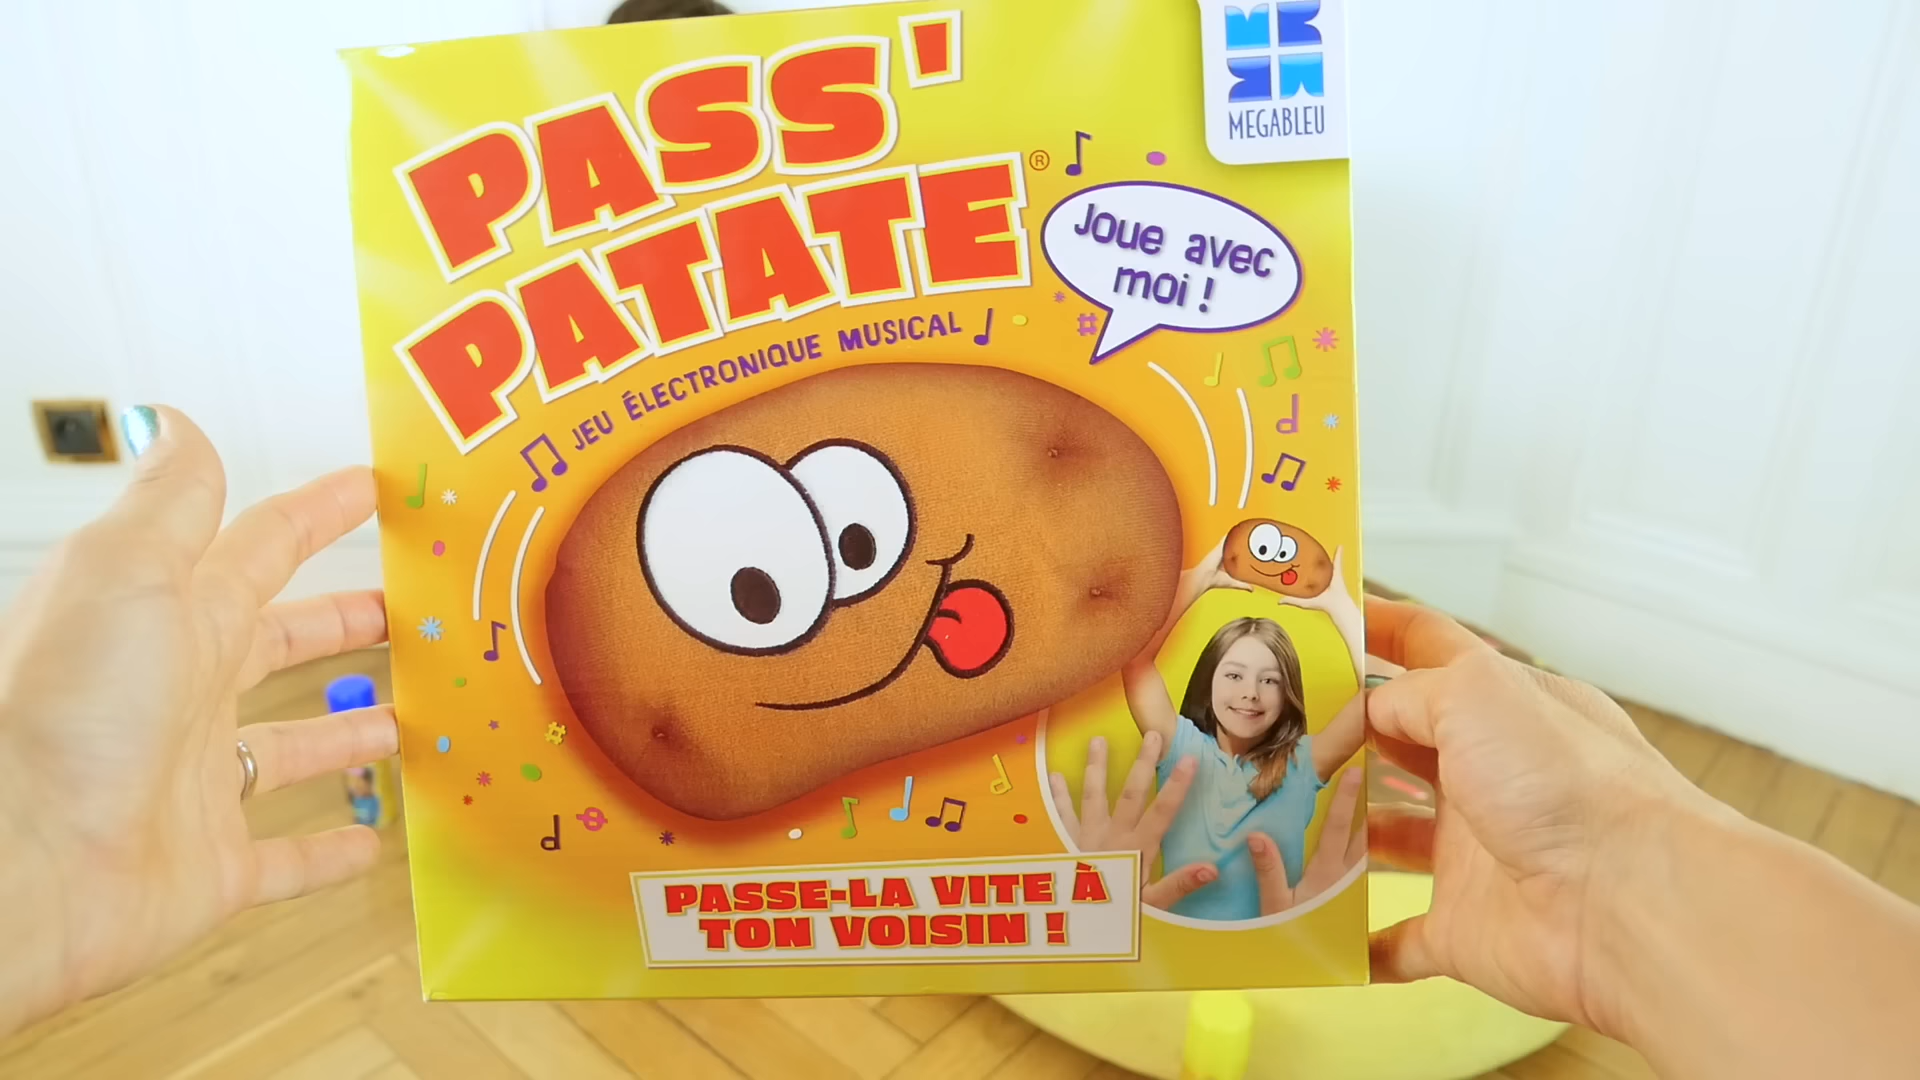 PASS'
PATATE®
JEU ÉLECTRONIQUE MUSICAL
MEGABLEU
Joue avec
moi !
PASSE-LA VITE À
TON VOISIN !